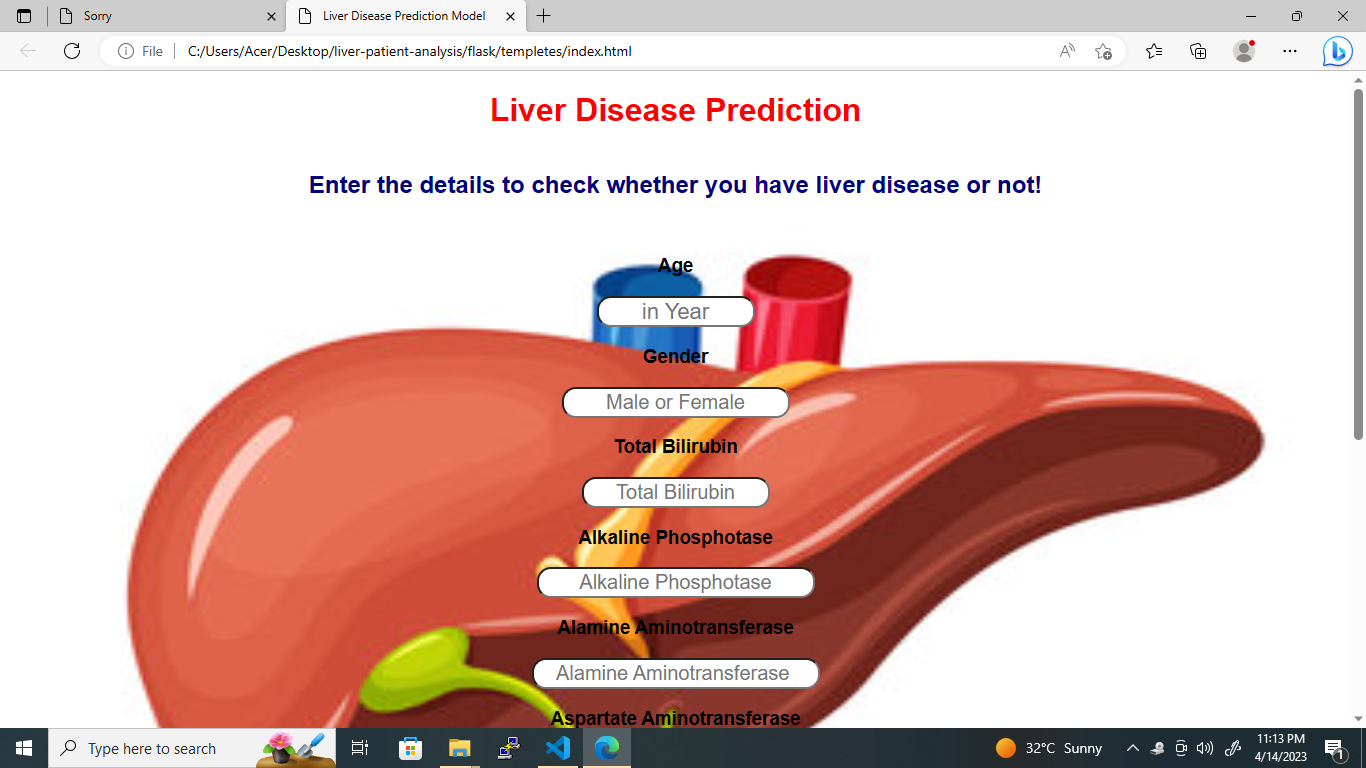 Sorry
Liver Disease Prediction Model
File
C:/Users/Acer/Desktop/liver-patient-analysis/flask/templetes/index.html
Liver Disease Prediction
Enter the details to check whether you have liver disease or not!
Age
in Year
Gender
Male or Female
Total Bilirubin
Total Bilirubin
Alkaline Phosphotase
Alkaline Phosphotase
Alamine Aminotransferase
Alamine Aminotransferase
Aspartate Aminotransferase
Type here to search
32°C Sunny
11:13 PM
4/14/2023
1